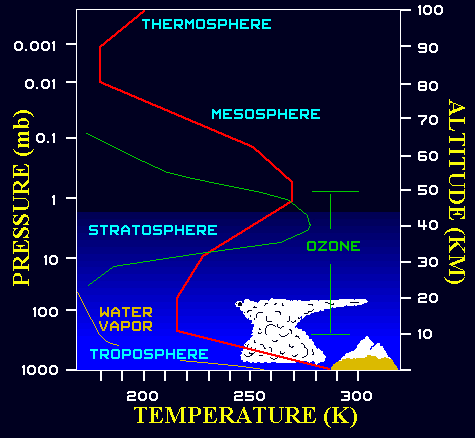 THERMOSPHERE
MESOSPHERE
STRATOSPHERE
OZONE
WATER
VAPOR
TROPOSPHERE
PRESSURE (mb)
0.001
0.01
0.1
1
10
100
1000
ALTITUDE (KM)
100
90
80
70
60
50
40
30
20
10
200
250
300
TEMPERATURE (K)